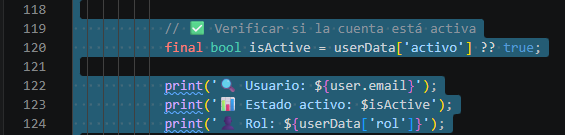 118
119 // ✅ Verificar si la cuenta está activa
120 final bool isActive = userData['activo'] ?? true;
121
122 print('🔍 Usuario: ${user.email}');
123 print('📊 Estado activo: $isActive');
124 print('👤 Rol: ${userData['rol']}');